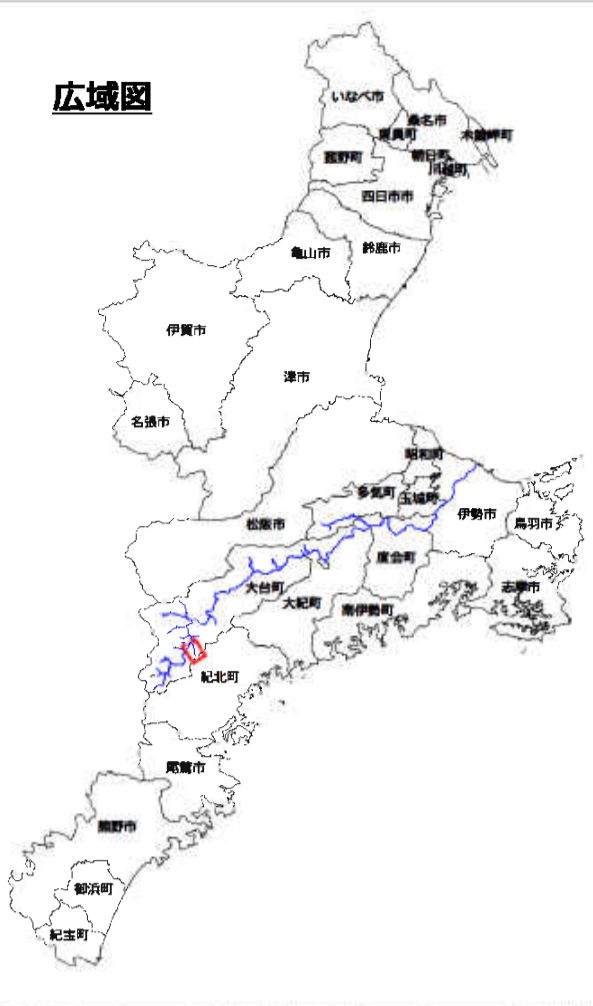 広域図
いなべ市
桑名市
東員町
木曽岬町
菰野町
朝日町
川越町
四日市市
鈴鹿市
亀山市
伊賀市
津市
名張市
明和町
多気町
玉城町
松阪市
伊勢市
鳥羽市
度会町
大台町
志摩市
大紀町
南伊勢町
紀北町
尾鷲市
熊野市
御浜町
紀宝町